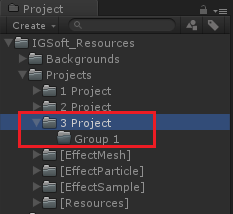 Project
Create
IGSoft_Resources
Backgrounds
Projects
1 Project
2 Project
3 Project
Group 1
[EffectMesh]
[EffectParticle]
[EffectSample]
[Resources]